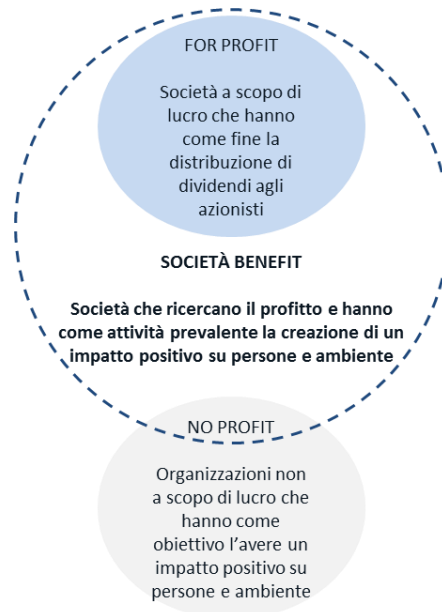 FOR PROFIT
Società a scopo di
lucro che hanno
come fine la
distribuzione di
dividendi agli
azionisti
SOCIETÀ BENEFIT
Società che ricercano il profitto e hanno
come attività prevalente la creazione di un
impatto positivo su persone e ambiente
NO PROFIT
Organizzazioni non
a scopo di lucro che
hanno come
obiettivo l’avere un
impatto positivo su
persone e ambiente